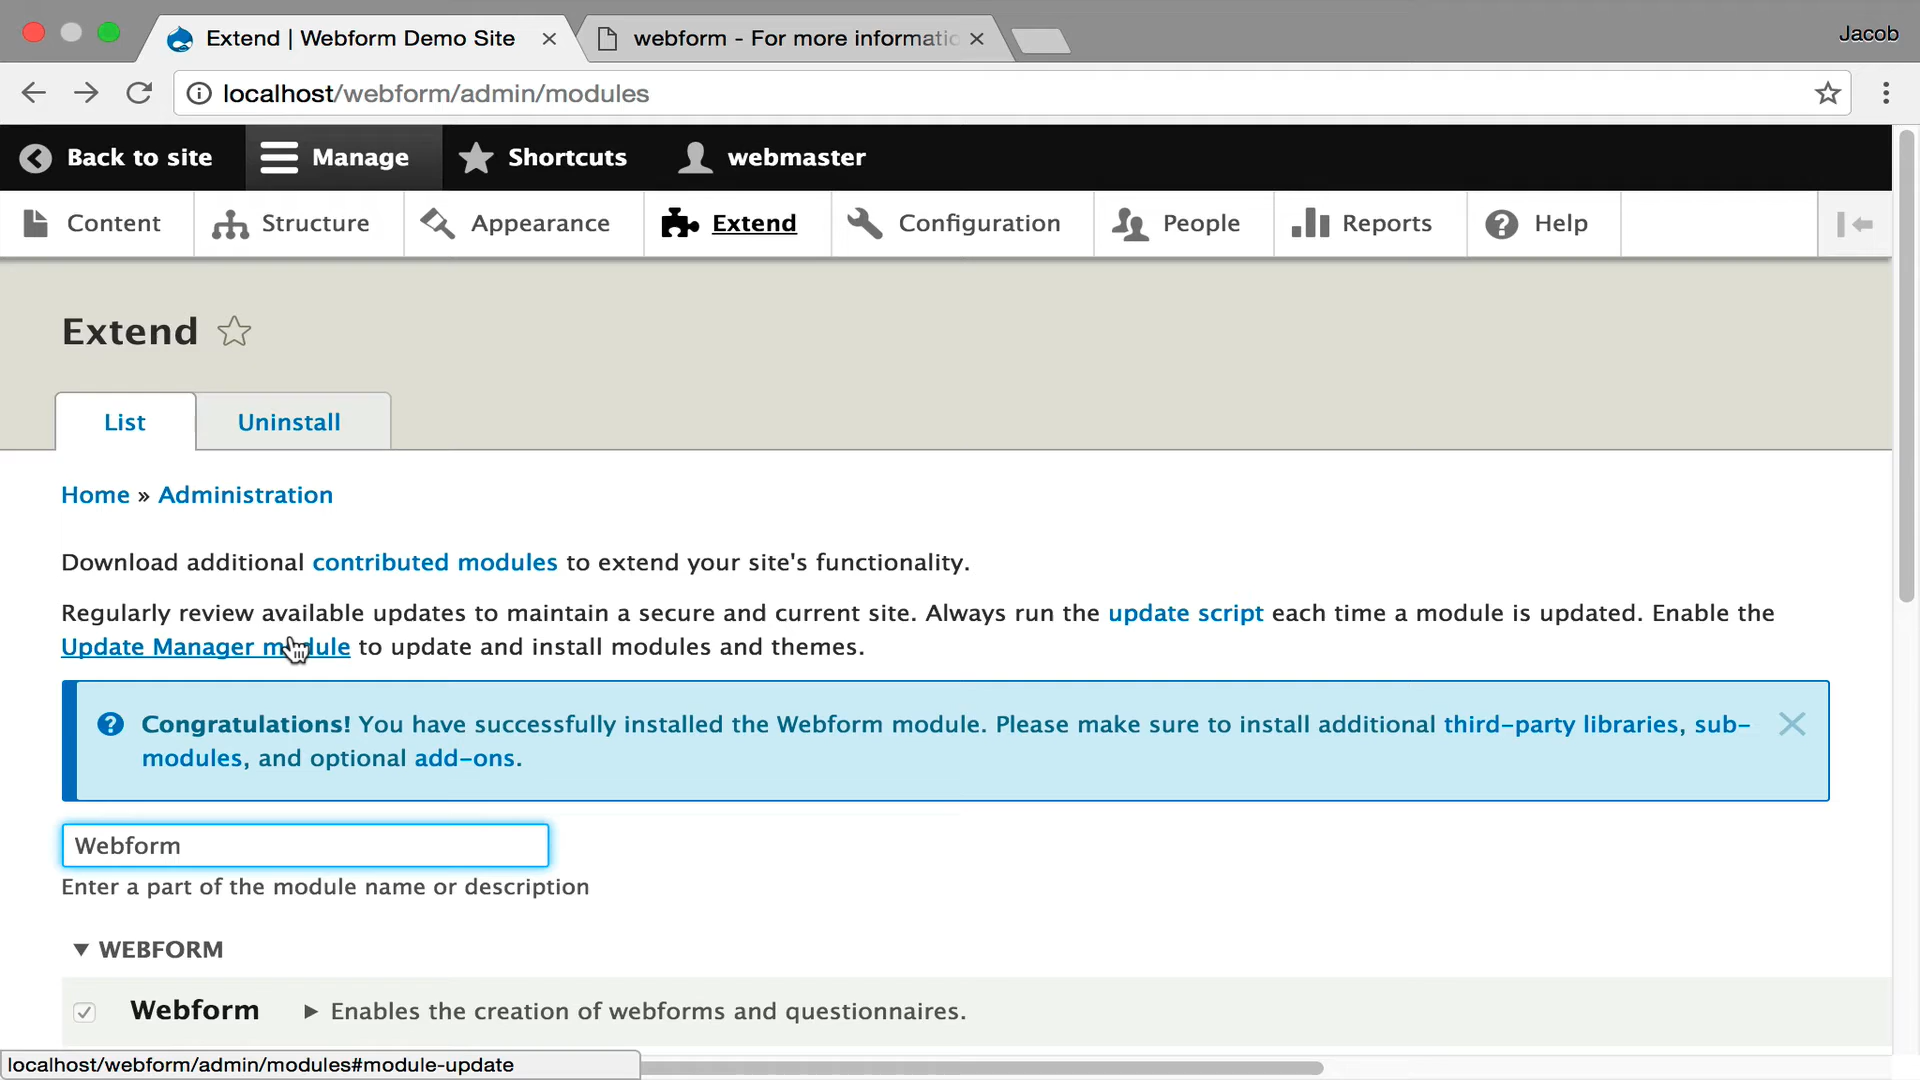 Extend | Webform Demo Site
webform - For more informatic
Jacob
localhost/webform/admin/modules
Back to site
Manage
Shortcuts
webmaster
Content
Structure
Appearance
Extend
Configuration
People
Reports
Help
Extend
List
Uninstall
Home » Administration
Download additional contributed modules to extend your site's functionality.
Regularly review available updates to maintain a secure and current site. Always run the update script each time a module is updated. Enable the
Update Manager module to update and install modules and themes.
Congratulations! You have successfully installed the Webform module. Please make sure to install additional third-party libraries, sub-
modules, and optional add-ons.
Webform
Enter a part of the module name or description
▼ WEBFORM
Webform
► Enables the creation of webforms and questionnaires.
localhost/webform/admin/modules#module-update